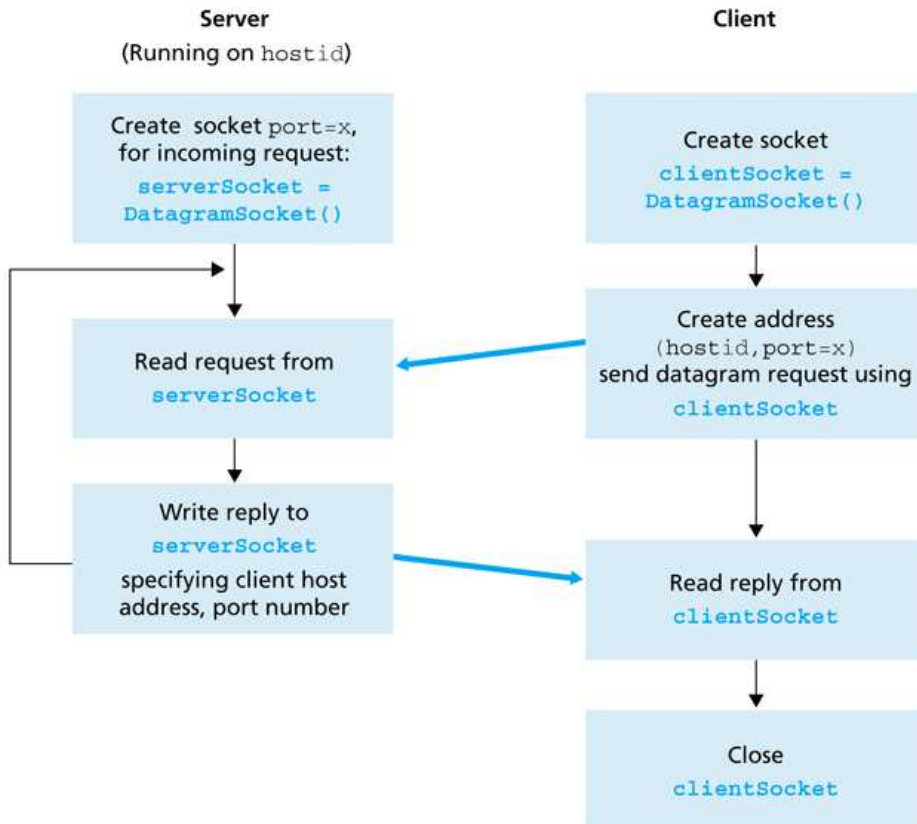 Server
(Running on hostid)
Create socket port=x,
for incoming request:
serverSocket =
DatagramSocket()
Read request from
serverSocket
Write reply to
serverSocket
specifying client host
address, port number
Client
Create socket
clientSocket =
DatagramSocket()
Create address
(hostid,port=x)
send datagram request using
clientSocket
Read reply from
clientSocket
Close
clientSocket